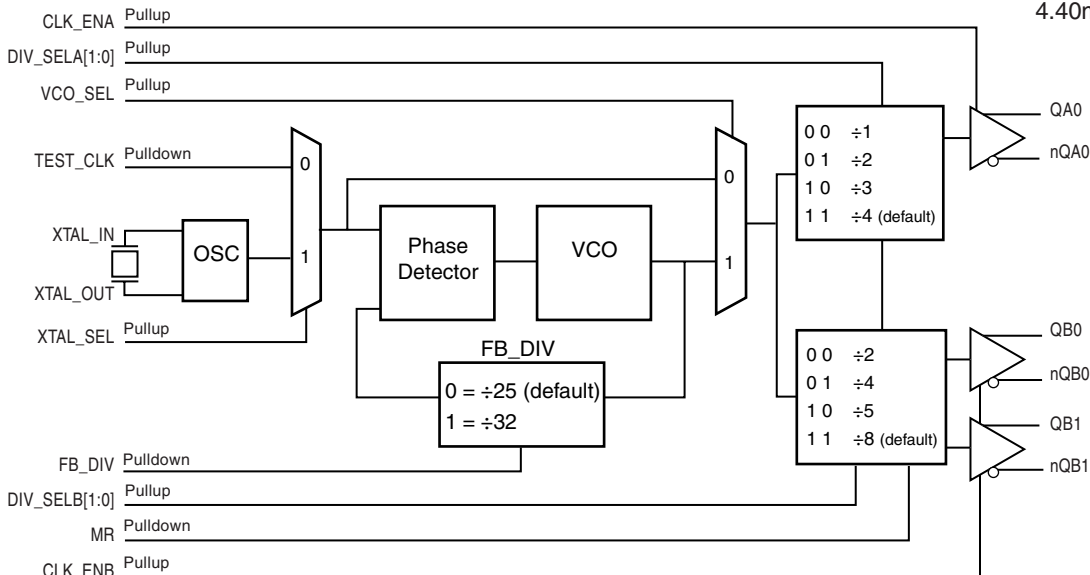 4.40n
CLK_ENA Pullup
DIV_SELA[1:0] Pullup
VCO_SEL Pullup
TEST_CLK Pulldown
XTAL_IN
XTAL_OUT
OSC
XTAL_SEL Pullup
0
1
Phase
Detector
VCO
FB_DIV
0 = ÷25 (default)
1 = ÷32
0
1
0 0 ÷1
0 1 ÷2
1 0 ÷3
1 1 ÷4 (default)
QA0
nQA0
0 0 ÷2
0 1 ÷4
1 0 ÷5
1 1 ÷8 (default)
QB0
nQB0
QB1
nQB1
FB_DIV Pulldown
DIV_SELB[1:0] Pullup
MR Pulldown
CLK_ENB Pullup